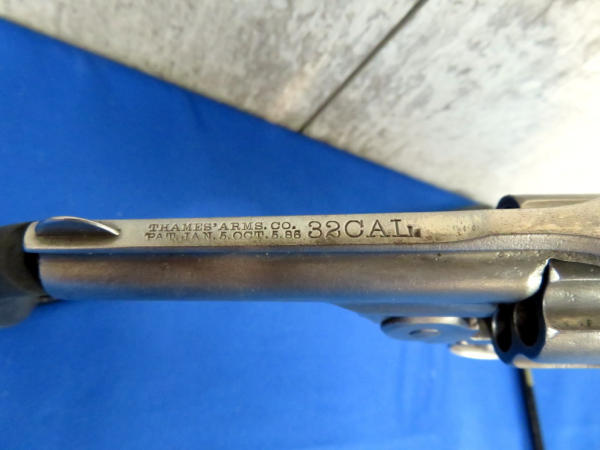 THAMES' ARMS. CO.
PAT. JAN. 5. OCT. 5. 86
32CAL.